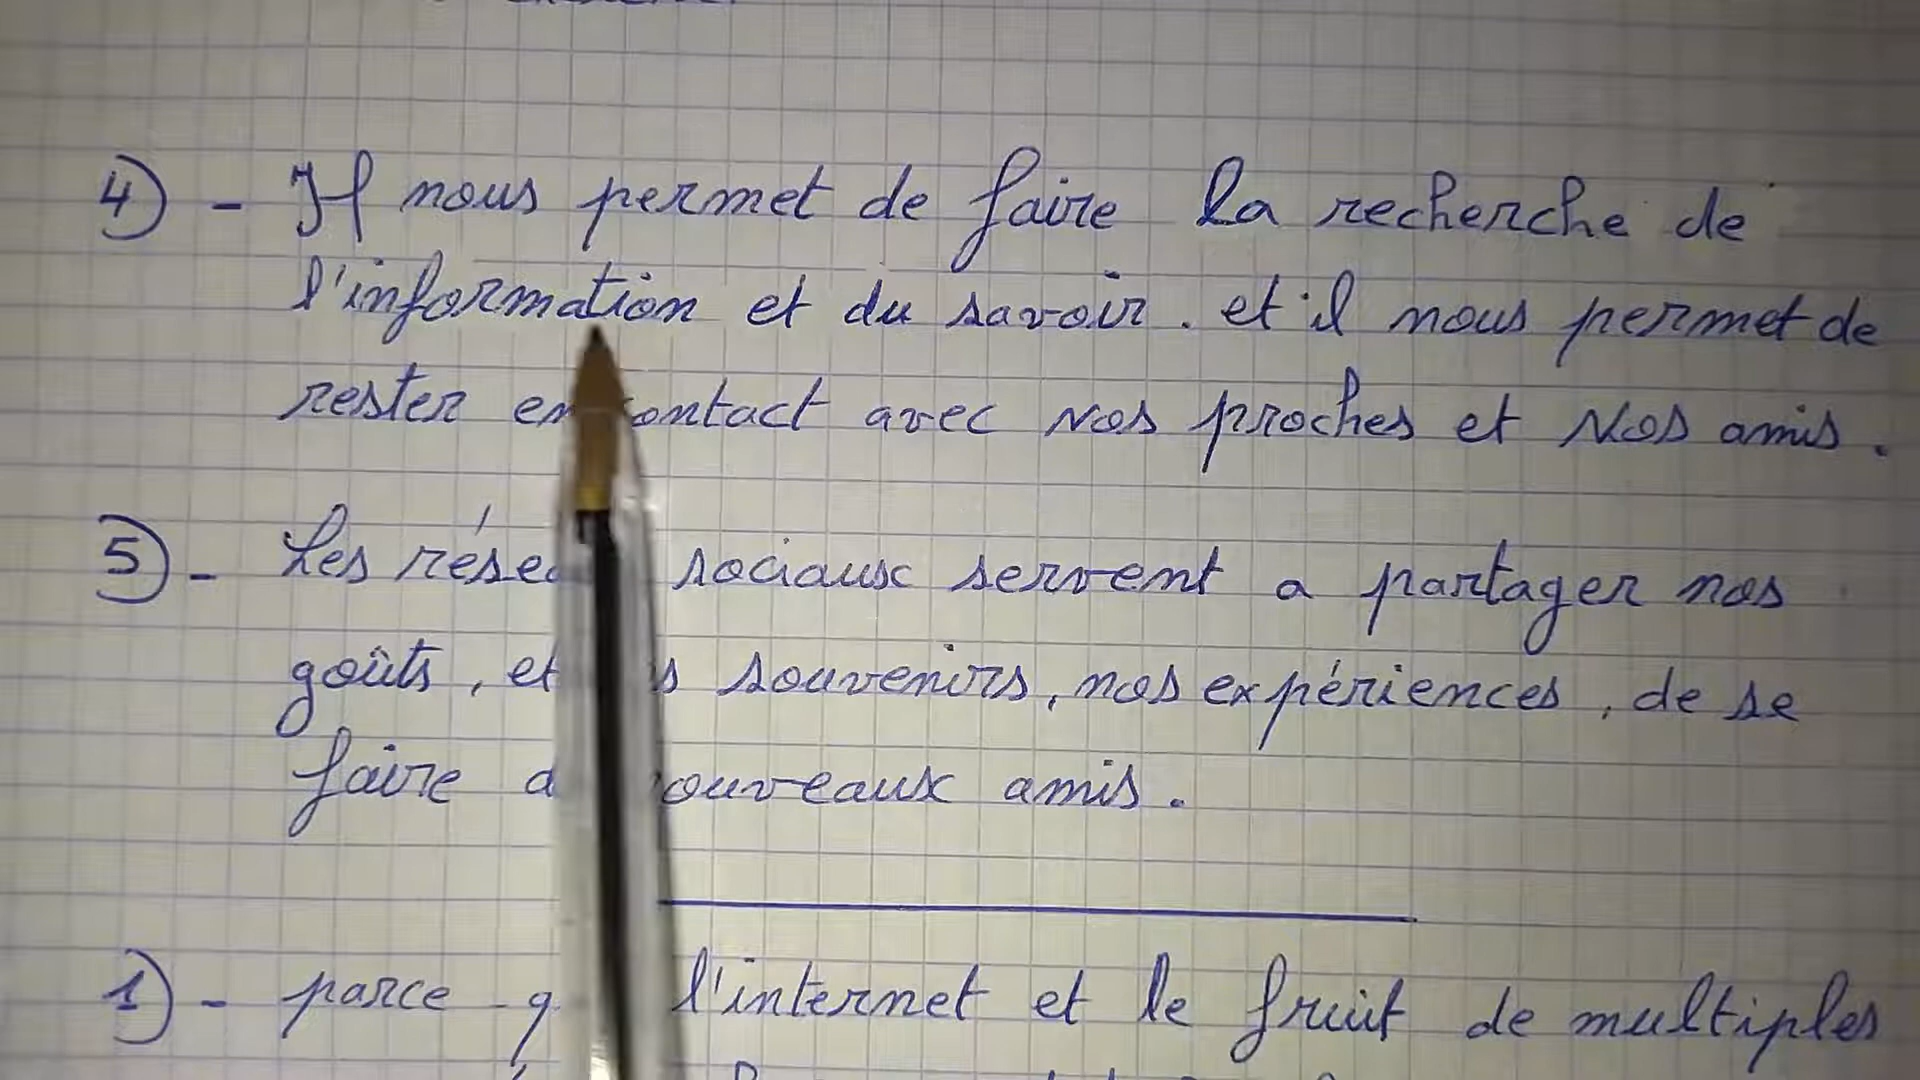 4) - Il nous permet de faire la recherche de
l'information et du savoir. et il nous permet de
rester en contact avec Nos proches et Nos amis.
5) - Les réseaux sociaux servent a partager nos
goûts, et souvenirs, nos expériences, de se
faire nouveaux amis.
1) - parce - l'internet et le fruit de multiples